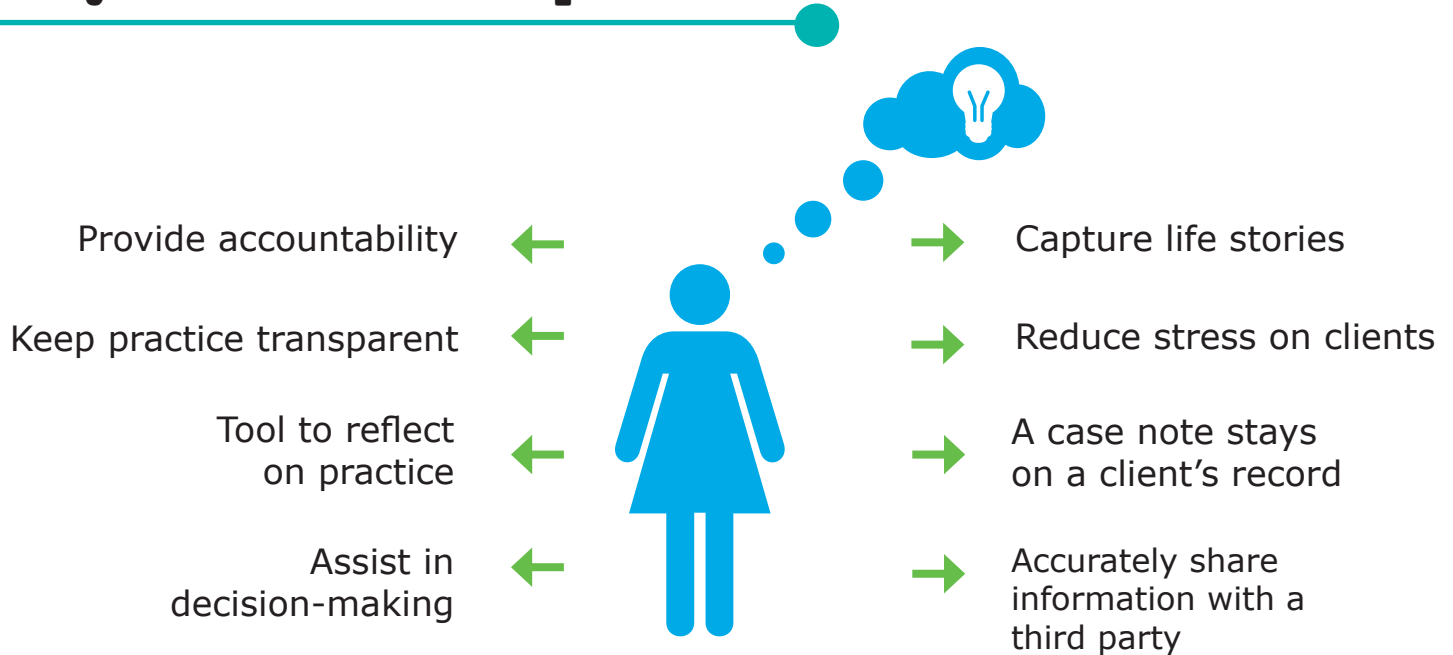 Provide accountability
Keep practice transparent
Tool to reflect
on practice
Assist in
decision-making
Capture life stories
Reduce stress on clients
A case note stays
on a client’s record
Accurately share
information with a
third party